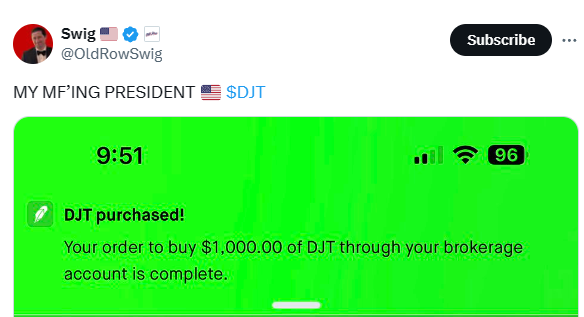 Swig 🇺🇸
@OldRowSwig
Subscribe
MY MF’ING PRESIDENT 🇺🇸 $DJT
9:51
96
DJT purchased!
Your order to buy $1,000.00 of DJT through your brokerage
account is complete.